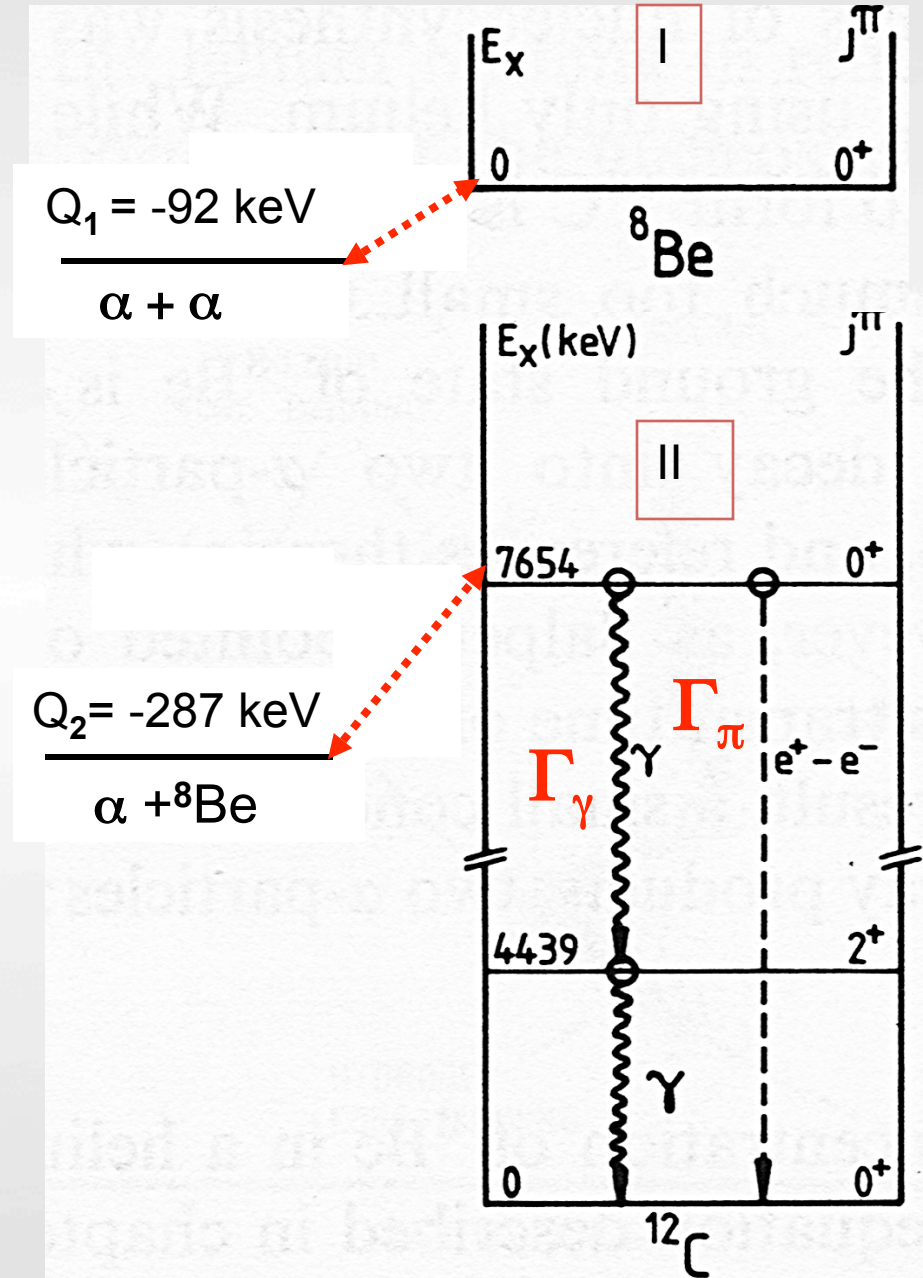 Eₓ I Jπ
0 0⁺
Q₁ = -92 keV
α + α
⁸Be
Eₓ(keV) Jπ
II
7654 0⁺
Q₂= -287 keV
α +⁸Be
Γπ
Γγ γ e⁺-e⁻
4439 2⁺
γ
0 0⁺
¹²C